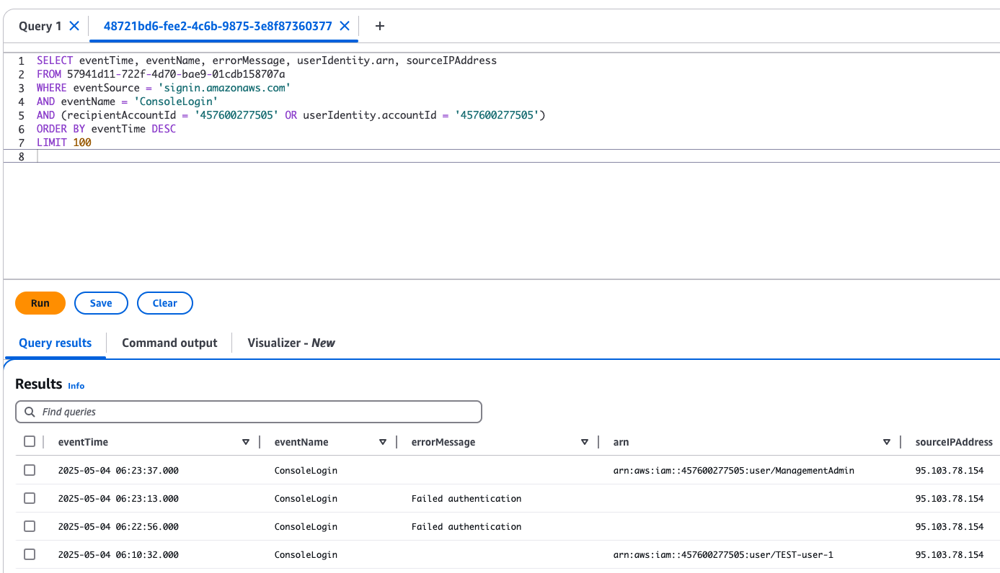 Query 1
48721bd6-fee2-4c6b-9875-3e8f87360377
+
1 SELECT eventTime, eventName, errorMessage, userIdentity.arn, sourceIPAddress
2 FROM 57941d11-722f-4d70-bae9-01cdb158707a
3 WHERE eventSource = 'signin.amazonaws.com'
4 AND eventName = 'ConsoleLogin'
5 AND (recipientAccountId = '457600277505' OR userIdentity.accountId = '457600277505')
6 ORDER BY eventTime DESC
7 LIMIT 100
8
Run Save Clear
Query results Command output Visualizer - New
Results Info
Find queries
eventTime eventName errorMessage arn sourceIPAddress
2025-05-04 06:23:37.000 ConsoleLogin arn:aws:iam::457600277505:user/ManagementAdmin 95.103.78.154
2025-05-04 06:23:13.000 ConsoleLogin Failed authentication 95.103.78.154
2025-05-04 06:22:56.000 ConsoleLogin Failed authentication 95.103.78.154
2025-05-04 06:10:32.000 ConsoleLogin arn:aws:iam::457600277505:user/TEST-user-1 95.103.78.154